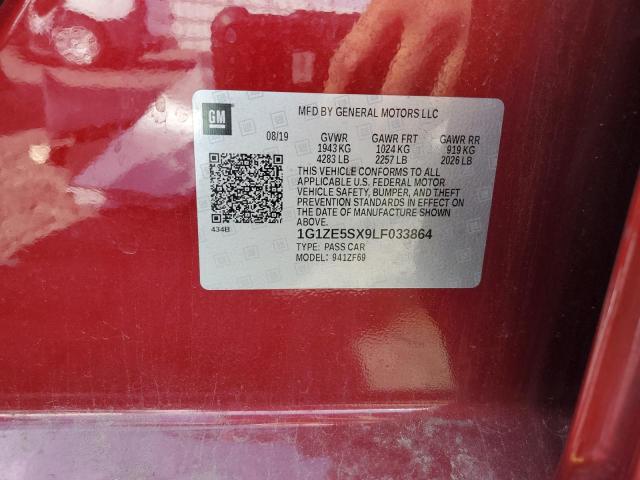 GM
MFD BY GENERAL MOTORS LLC
08/19 GVWR GAWR FRT GAWR RR
1943 KG 1024 KG 919 KG
4283 LB 2257 LB 2026 LB
THIS VEHICLE CONFORMS TO ALL
APPLICABLE U.S. FEDERAL MOTOR
VEHICLE SAFETY, BUMPER, AND THEFT
PREVENTION STANDARDS IN EFFECT ON
THE DATE OF MANUFACTURE SHOWN
ABOVE.
434B
1G1ZE5SX9LF033864
TYPE: PASS CAR
MODEL: 941ZF69